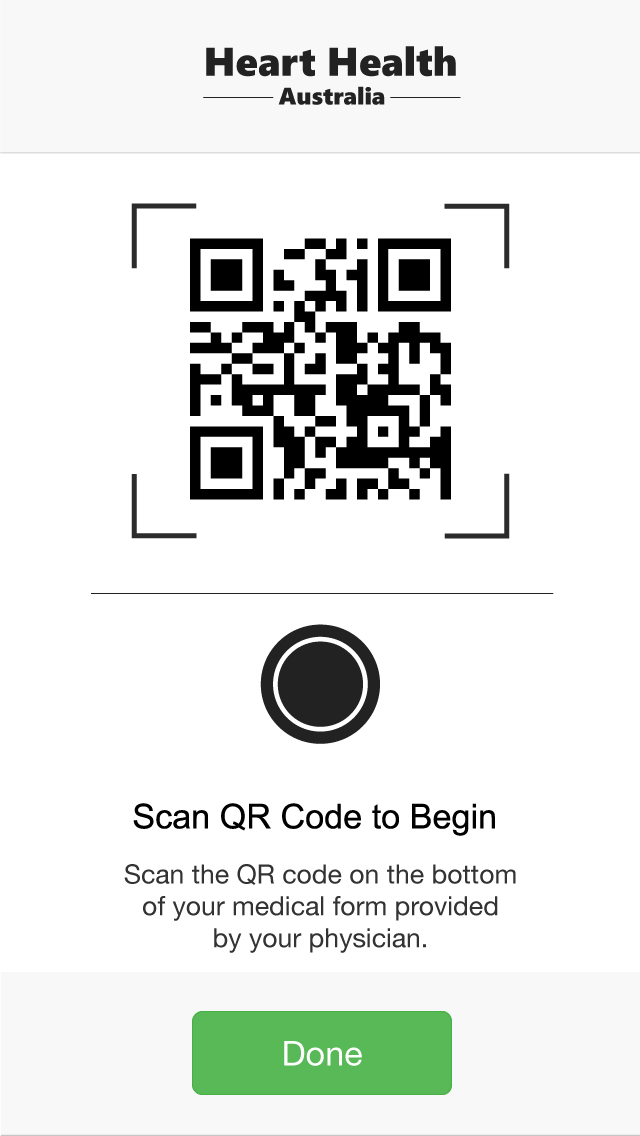 Heart Health
Australia
Scan QR Code to Begin
Scan the QR code on the bottom
of your medical form provided
by your physician.
Done